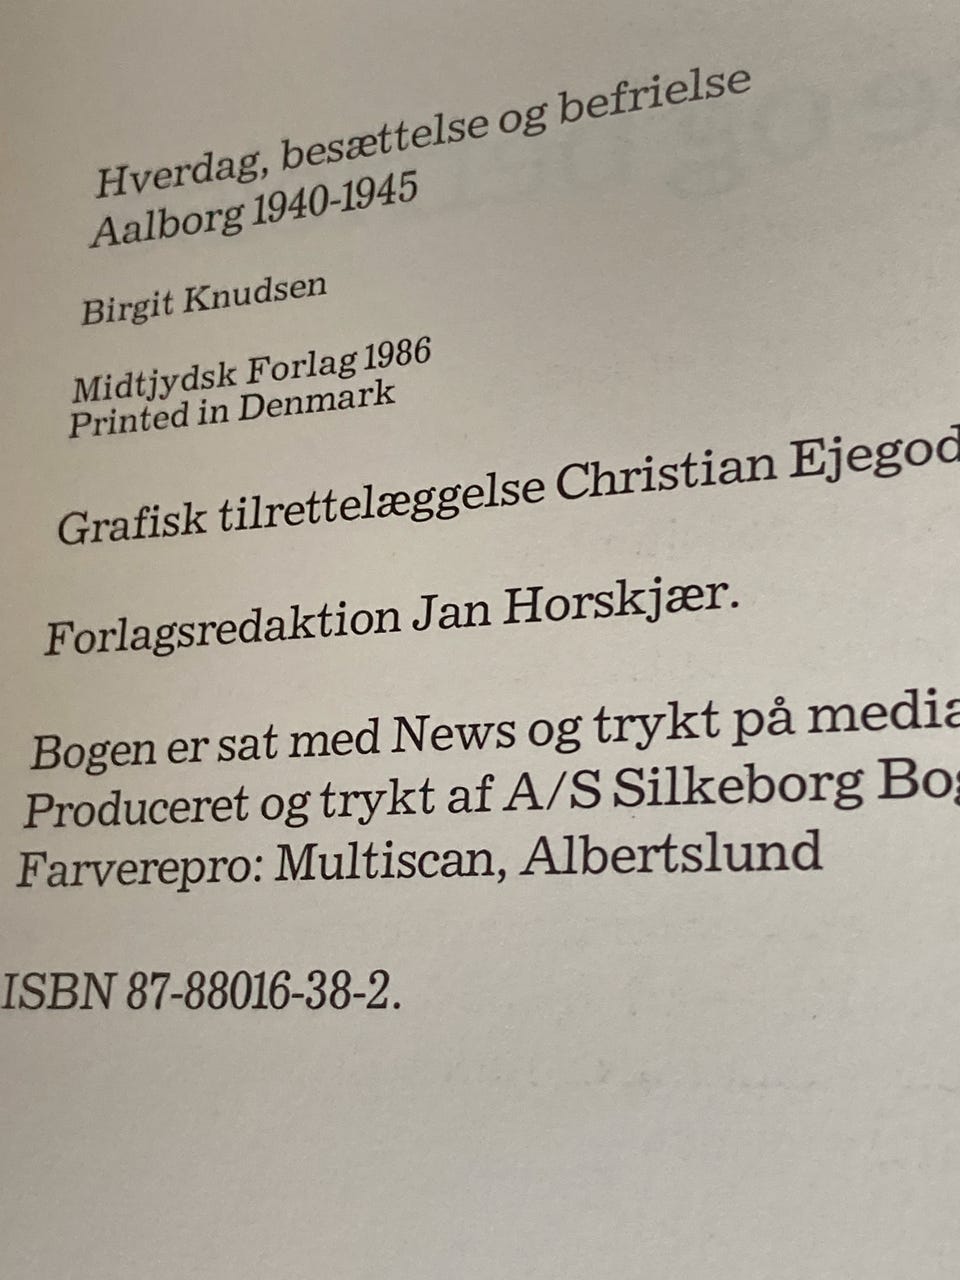 Hverdag, besættelse og befrielse
Aalborg 1940-1945
Birgit Knudsen
Midtjydsk Forlag 1986
Printed in Denmark
Grafisk tilrettelæggelse Christian Ejegod
Forlagsredaktion Jan Horskjær.
Bogen er sat med News og trykt på media
Produceret og trykt af A/S Silkeborg Bog
Farverepro: Multiscan, Albertslund
ISBN 87-88016-38-2.